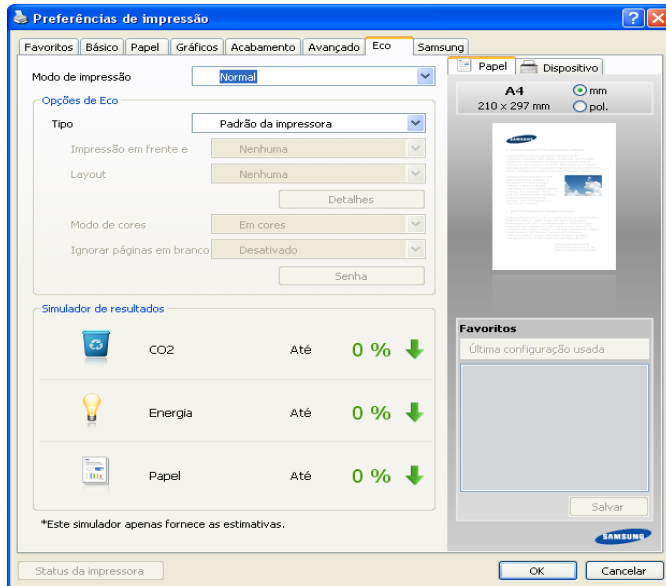 Preferências de impressão
Favoritos Básico Papel Gráficos Acabamento Avançado Eco Samsung
Modo de impressão Normal
Opções de Eco
Tipo Padrão da impressora
Impressão em frente e Nenhuma
Layout Nenhuma
Detalhes
Modo de cores Em cores
Ignorar páginas em branco Desativado
Senha
Simulador de resultados
CO2 Até 0 %
Energia Até 0 %
Papel Até 0 %
*Este simulador apenas fornece as estimativas.
Papel Dispositivo
A4 mm
210 x 297 mm pol.
SAMSUNG
Favoritos
Última configuração usada
Salvar
SAMSUNG
Status da impressora OK Cancelar